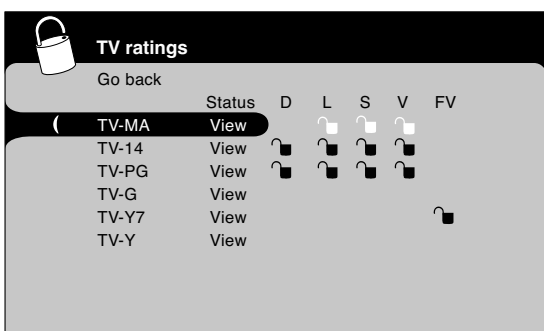 TV ratings
Go back
Status D L S V FV
TV-MA View
TV-14 View
TV-PG View
TV-G View
TV-Y7 View
TV-Y View